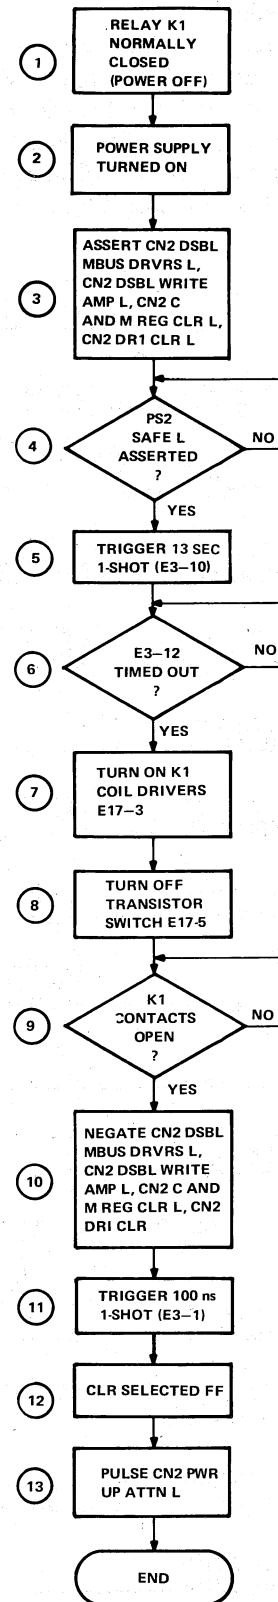 1
RELAY K1
NORMALLY
CLOSED
(POWER OFF)
2
POWER SUPPLY
TURNED ON
3
ASSERT CN2 DSBL
MBUS DRVRS L,
CN2 DSBL WRITE
AMP L, CN2 C
AND M REG CLR L,
CN2 DR1 CLR L
4
PS2
SAFE L
ASSERTED
?
NO
YES
5
TRIGGER 13 SEC
1-SHOT (E3-10)
6
E3-12
TIMED OUT
?
NO
YES
7
TURN ON K1
COIL DRIVERS
E17-3
8
TURN OFF
TRANSISTOR
SWITCH E17-5
9
K1
CONTACTS
OPEN
?
NO
YES
10
NEGATE CN2 DSBL
MBUS DRVRS L,
CN2 DSBL WRITE
AMP L, CN2 C AND
M REG CLR L, CN2
DRI CLR
11
TRIGGER 100 ns
1-SHOT (E3-1)
12
CLR SELECTED FF
13
PULSE CN2 PWR
UP ATTN L
END